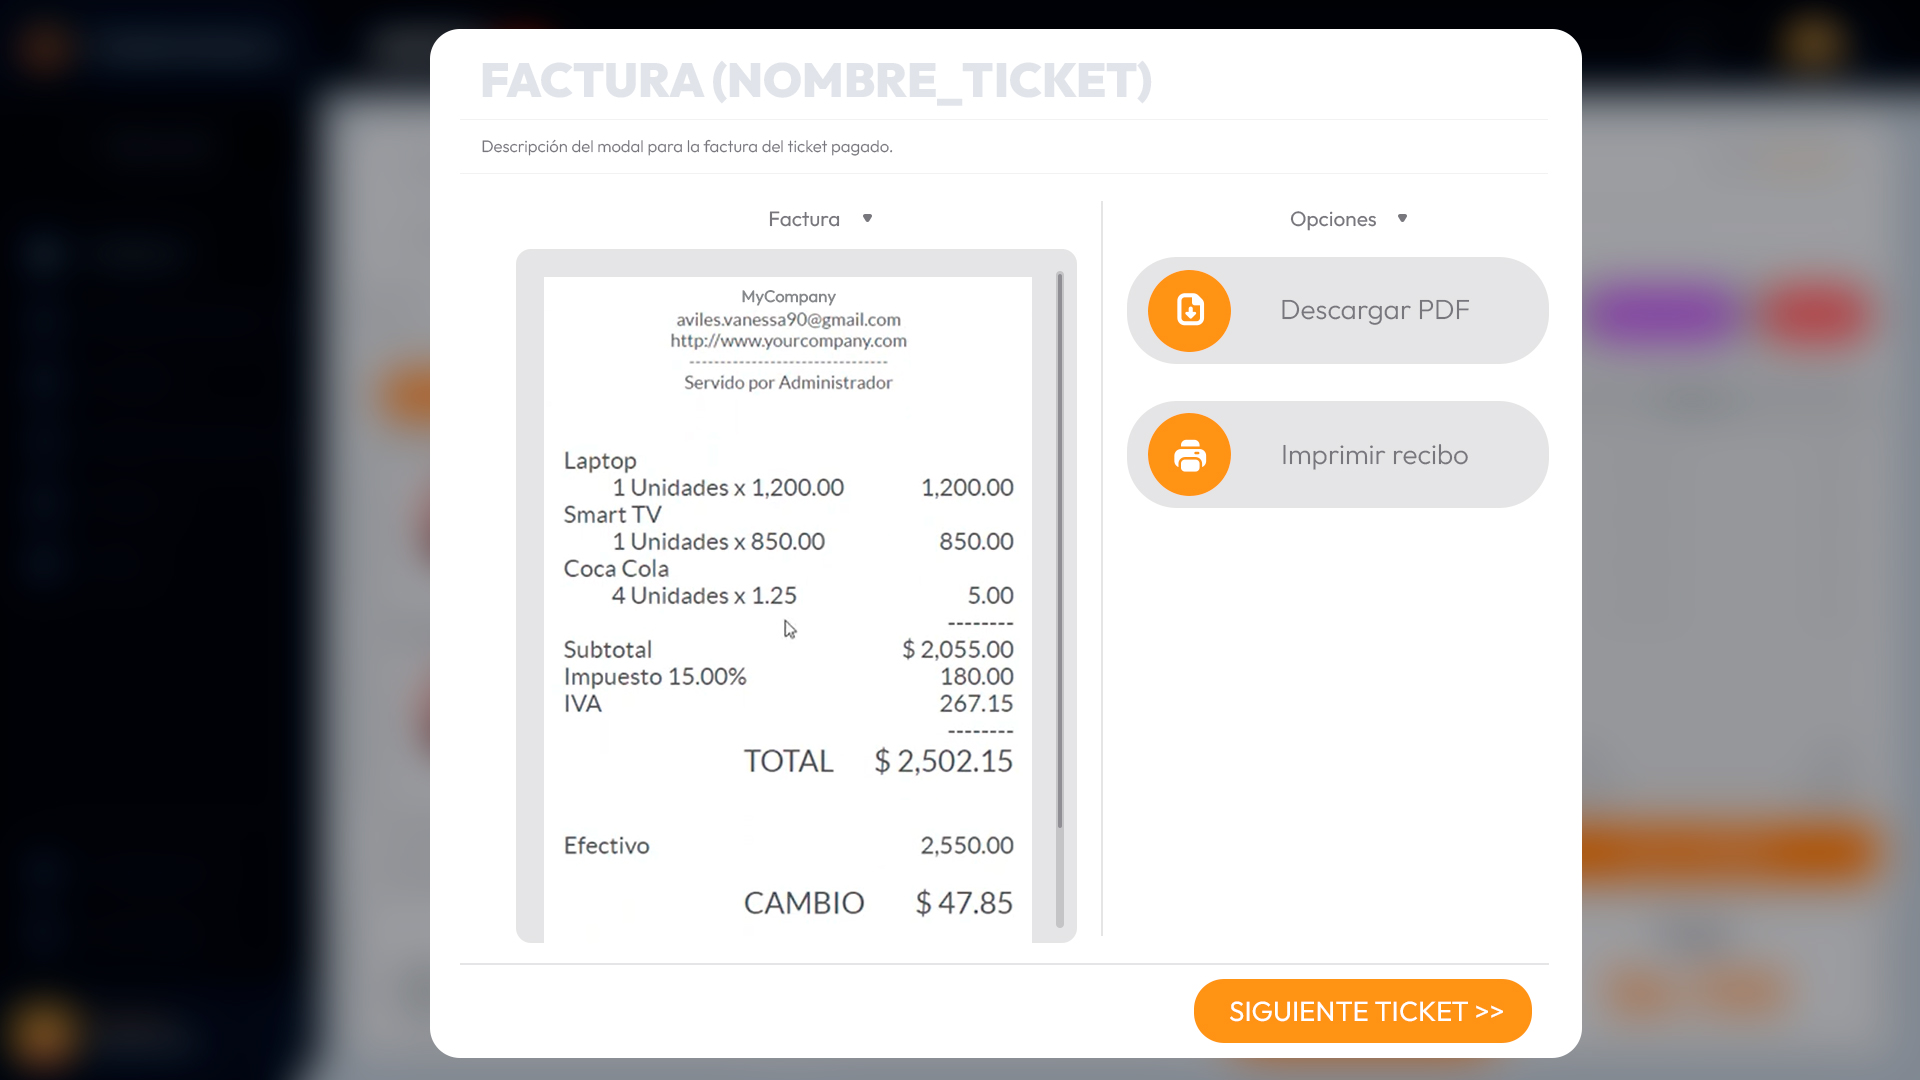 FACTURA (NOMBRE_TICKET)
Descripción del modal para la factura del ticket pagado.
Factura
MyCompany
aviles.vanessa90@gmail.com
http://www.yourcompany.com
--------------------------------
Servido por Administrador
Laptop
1 Unidades x 1,200.00 1,200.00
Smart TV
1 Unidades x 850.00 850.00
Coca Cola
4 Unidades x 1.25 5.00
--------
Subtotal $ 2,055.00
Impuesto 15.00% 180.00
IVA 267.15
--------
TOTAL $ 2,502.15
Efectivo 2,550.00
CAMBIO $ 47.85
Opciones
Descargar PDF
Imprimir recibo
SIGUIENTE TICKET >>